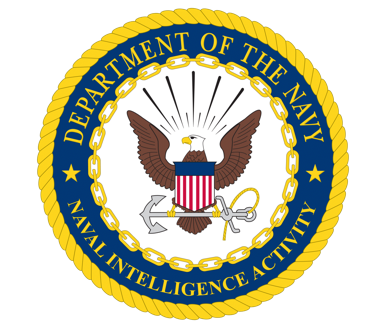 DEPARTMENT OF THE NAVY
NAVAL INTELLIGENCE ACTIVITY